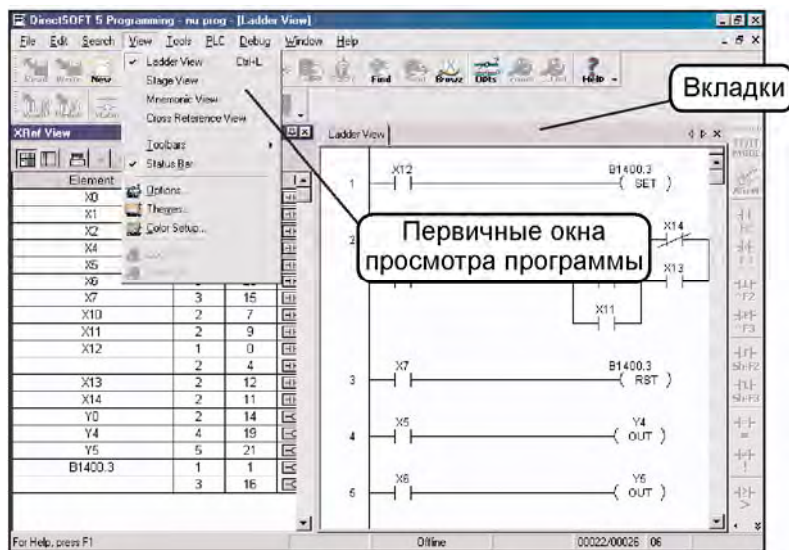 DirectSOFT 5 Programming - nu prog - [Ladder View]
File Edit Search View Tools PLC Debug Window Help
New Find Browz Opts Help
Ladder View Ctrl-L
Stage View
Mnemonic View
Cross Reference View
Toolbars
Status Bar
Options...
Themes...
Color Setup...
Вкладки
XRef View
Ladder View
Element
X0
X1
X2
X4
X5
X6
X7 3 15
X10 2 7
X11 2 9
X12 1 0
2 4
X13 2 12
X14 2 11
Y0 2 14
Y4 4 19
Y5 5 21
B1400.3 1 1
3 16
1 X12 B1400.3
SET
Первичные окна
просмотра программы
2 X14
X13
X11
3 X7 B1400.3
RST
4 X5 Y4
OUT
5 X6 Y5
OUT
F2
F3
For Help, press F1 Offline 00022/00026 06